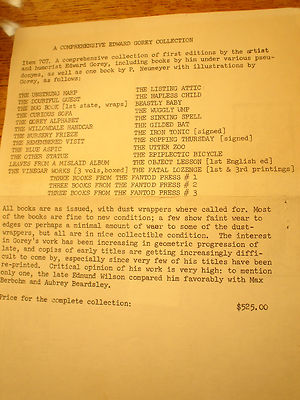 A COMPREHENSIVE EDWARD GOREY COLLECTION
Item 707. A comprehensive collection of first editions by the artist
and humorist Edward Gorey, including books by him under various pseu-
donyms, as well as one book by P. Neumeyer with illustrations by
Gorey, as follows:
THE UNSTRUNG HARP
THE DOUBTFUL GUEST
THE BUG BOOK [1st state, wraps]
THE CURIOUS SOFA
THE GOREY ALPHABET
THE WILLOWDALE HANDCAR
THE NURSERY FRIEZE
THE REMEMBERED VISIT
THE BLUE ASPIC
THE OTHER STATUE
LEAVES FROM A MISLAID ALBUM
THE VINEGAR WORKS [3 vols, boxed]
THE LISTING ATTIC
THE HAPLESS CHILD
BEASTLY BABY
THE WUGGLY UMP
THE SINKING SPELL
THE GILDED BAT
THE IRON TONIC [signed]
THE SOPPING THURSDAY [signed]
THE UTTER ZOO
THE EPIPLECTIC BICYCLE
THE OBJECT LESSON [1st English ed]
THE FATAL LOZENGE [1st & 3rd printings]
THREE BOOKS FROM THE FANTOD PRESS # 1
THREE BOOKS FROM THE FANTOD PRESS # 2
THREE BOOKS FROM THE FANTOD PRESS # 3
All books are as issued, with dust wrappers where called for. Most
of the books are fine to new condition; a few show faint wear to
edges or perhaps a minimal amount of wear to some of the dust-
wrappers, but all are in nice collectible condition. The interest
in Gorey's work has been increasing in geometric progression of
late, and copies of early titles are getting increasingly diffi-
cult to come by, especially since very few of his titles have been
re-printed. Critical opinion of his work is very high: to mention
only one, the late Edmund Wilson compared him favorably with Max
Berbohm and Aubrey Beardsley,
Price for the complete collection: $525.00